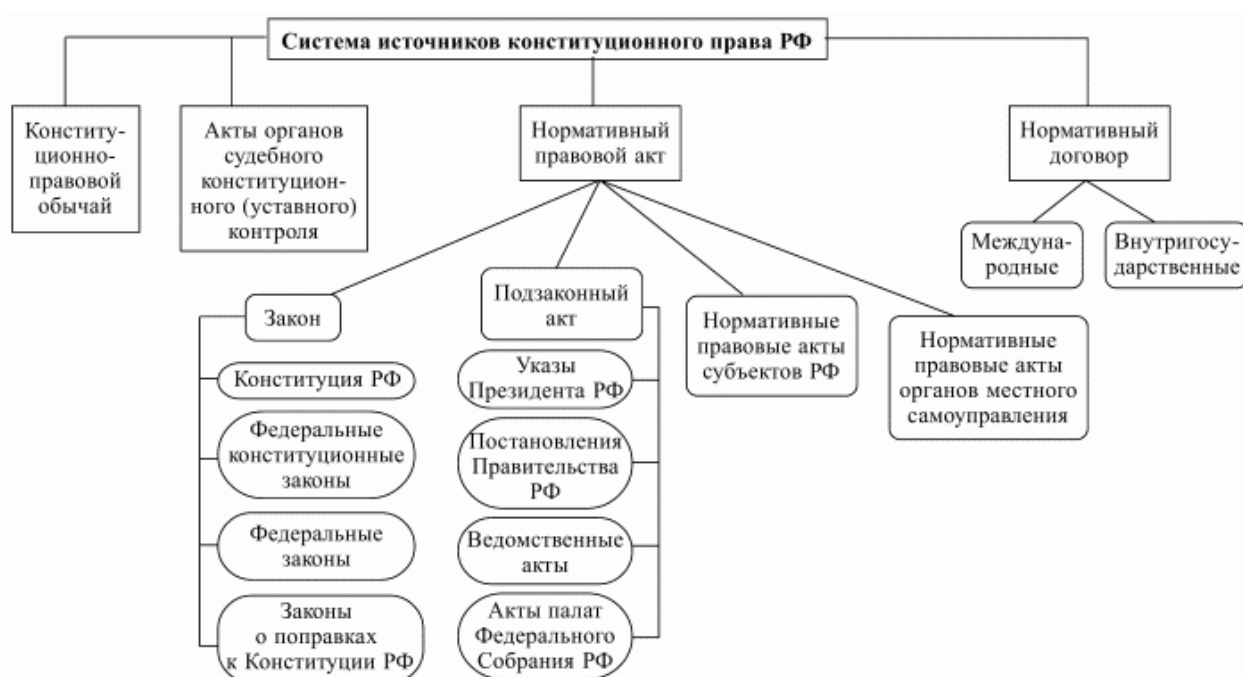 Система источников конституционного права РФ
Конститу-
ционно-
правовой
обычай
Акты органов
судебного
конституцион-
ного (уставного)
контроля
Нормативный
правовой акт
Нормативный
договор
Междуна-
родные
Внутригосу-
дарственные
Закон
Подзаконный
акт
Нормативные
правовые акты
субъектов РФ
Нормативные
правовые акты
органов местного
самоуправления
Конституция РФ
Федеральные
конституционные
законы
Федеральные
законы
Законы
о поправках
к Конституции РФ
Указы
Президента РФ
Постановления
Правительства
РФ
Ведомственные
акты
Акты палат
Федерального
Собрания РФ